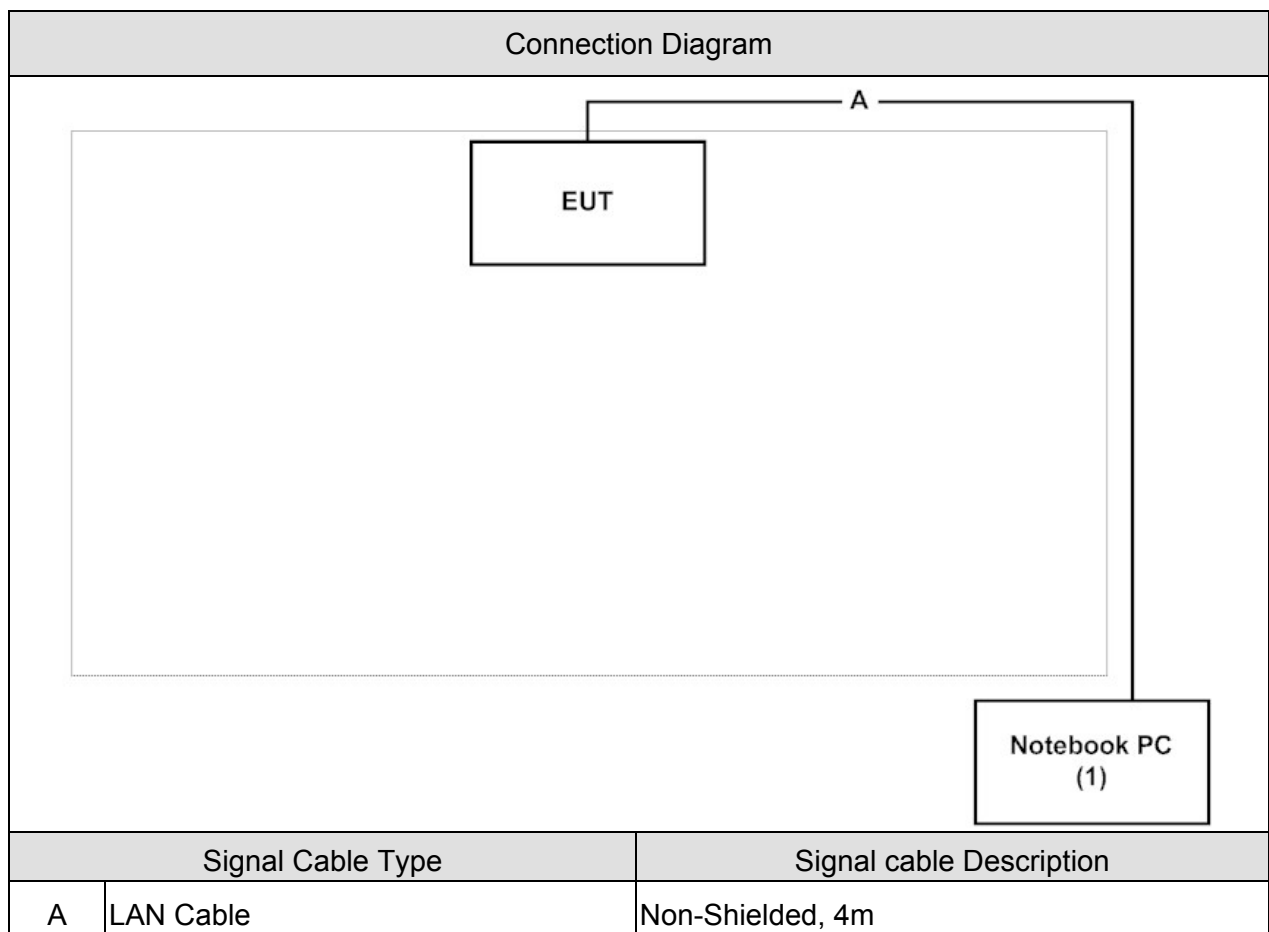 Connection Diagram
A
EUT
Notebook PC
(1)
Signal Cable Type Signal cable Description
A LAN Cable Non-Shielded, 4m